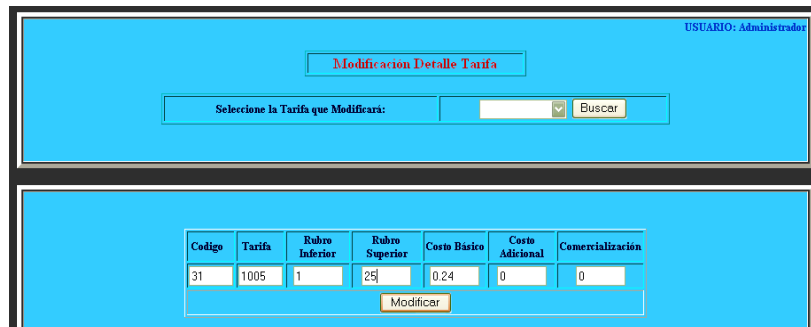 USUARIO: Administrador
Modificación Detalle Tarifa
Seleccione la Tarifa que Modificará: Buscar
Codigo Tarifa Rubro Inferior Rubro Superior Costo Básico Costo Adicional Comercialización
31 1005 1 25 0.24 0 0
Modificar